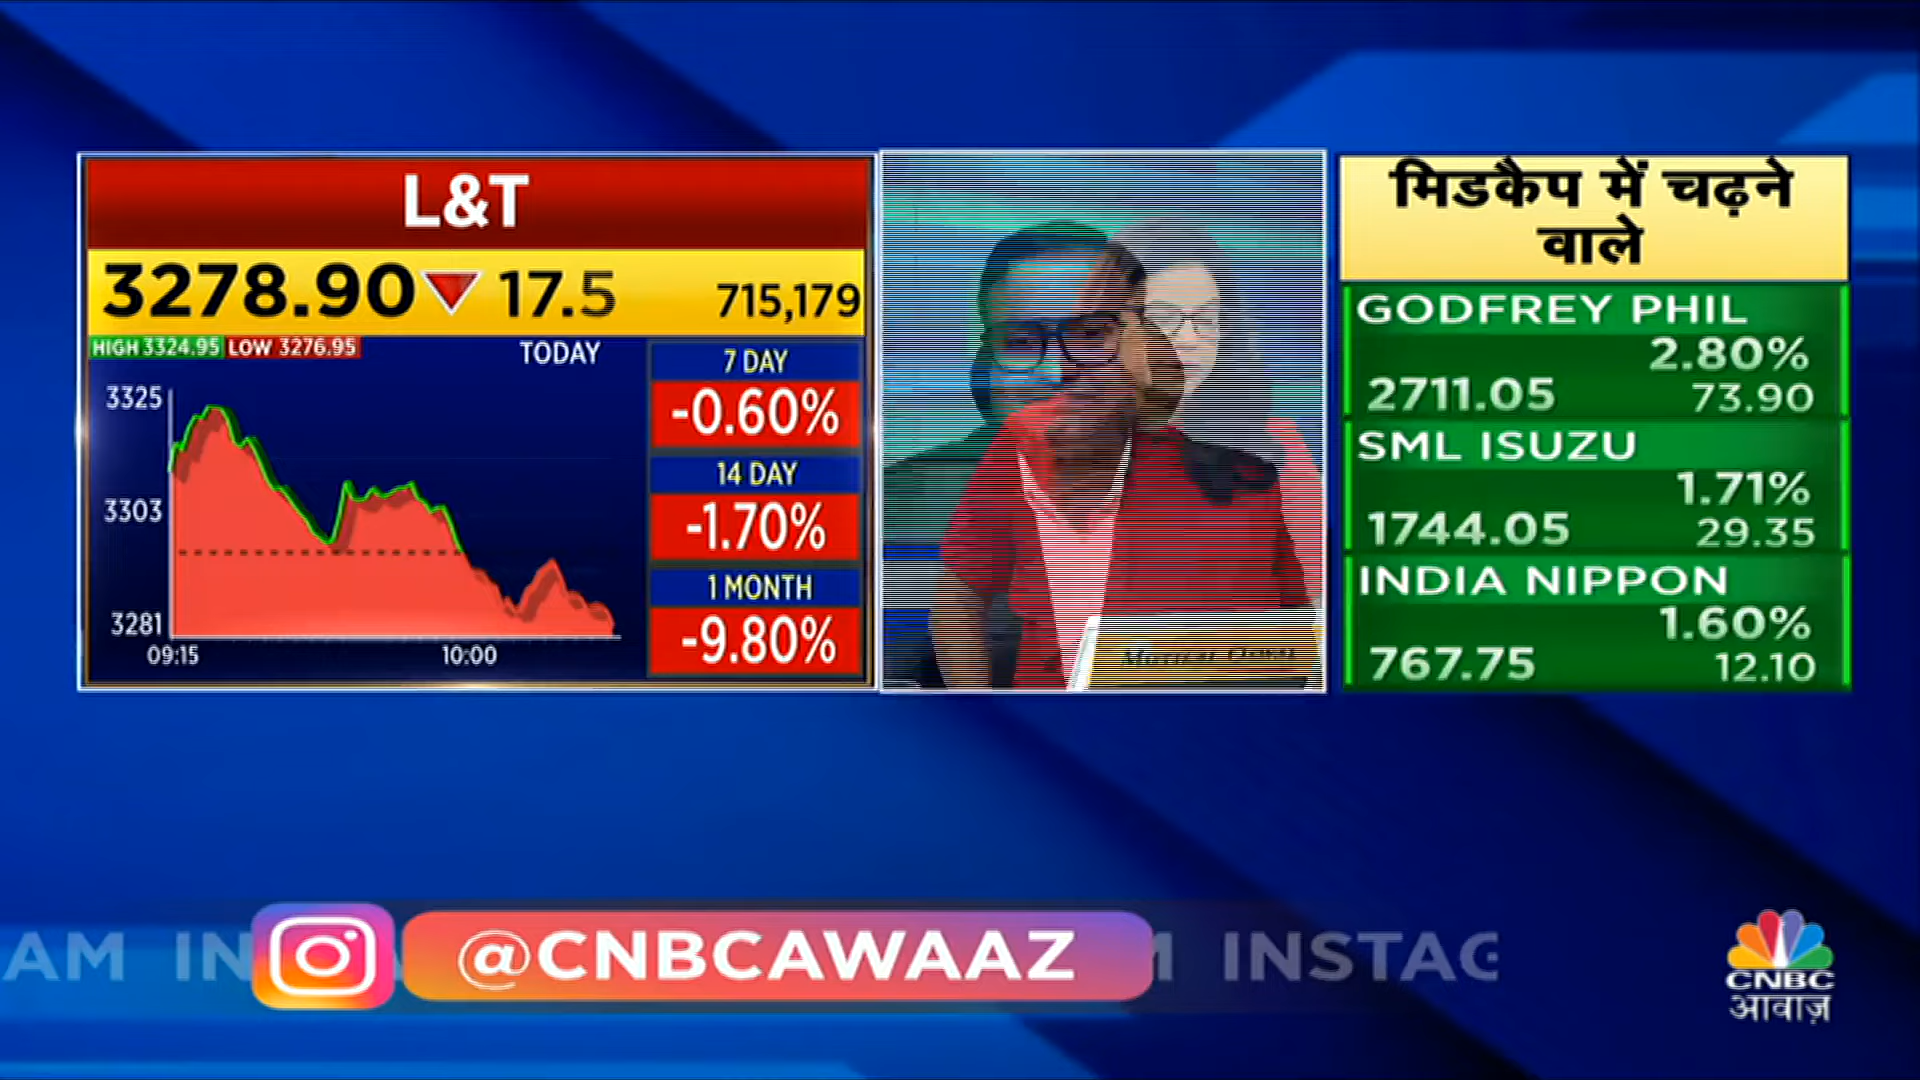 L&T
3278.90 17.5 715,179
HIGH 3324.95 LOW 3276.95
TODAY
3325
3303
3281
09:15 10:00
7 DAY
-0.60%
14 DAY
-1.70%
1 MONTH
-9.80%
मिडकैप में चढ़ने
वाले
GODFREY PHIL
2.80%
2711.05 73.90
SML ISUZU
1.71%
1744.05 29.35
INDIA NIPPON
1.60%
767.75 12.10
AM IN @CNBCAWAAZ INSTAG
CNBC
आवाज़